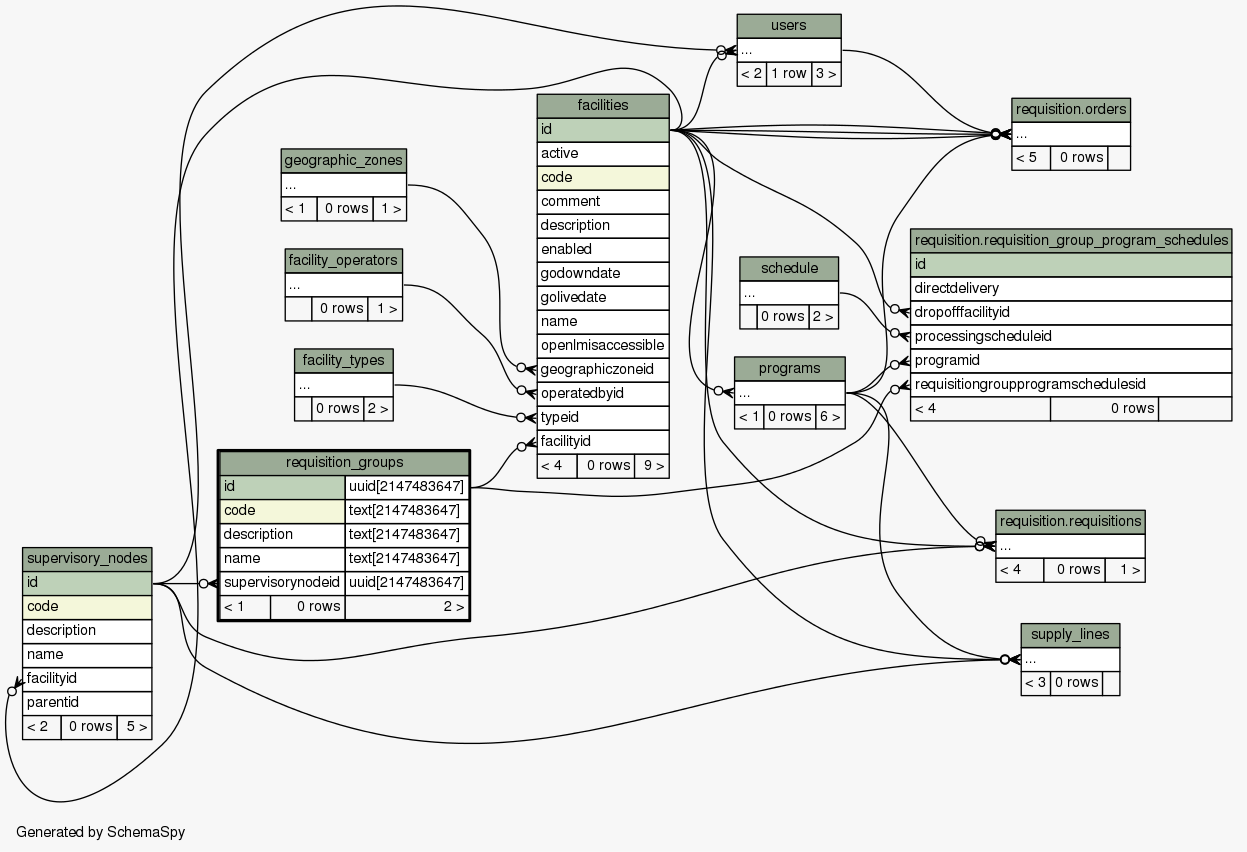 users
...
< 2 1 row 3 >
facilities
id
active
code
comment
description
enabled
godowndate
golivedate
name
openlmisaccessible
geographiczoneid
operatedbyid
typeid
facilityid
< 4 0 rows 9 >
requisition.orders
...
< 5 0 rows
geographic_zones
...
< 1 0 rows 1 >
facility_operators
...
0 rows 1 >
facility_types
...
0 rows 2 >
schedule
...
0 rows 2 >
programs
...
< 1 0 rows 6 >
requisition.requisition_group_program_schedules
id
directdelivery
dropofffacilityid
processingscheduleid
programid
requisitiongroupprogramschedulesid
< 4 0 rows
requisition_groups
id uuid[2147483647]
code text[2147483647]
description text[2147483647]
name text[2147483647]
supervisorynodeid uuid[2147483647]
< 1 0 rows 2 >
supervisory_nodes
id
code
description
name
facilityid
parentid
< 2 0 rows 5 >
requisition.requisitions
...
< 4 0 rows 1 >
supply_lines
...
< 3 0 rows
Generated by SchemaSpy